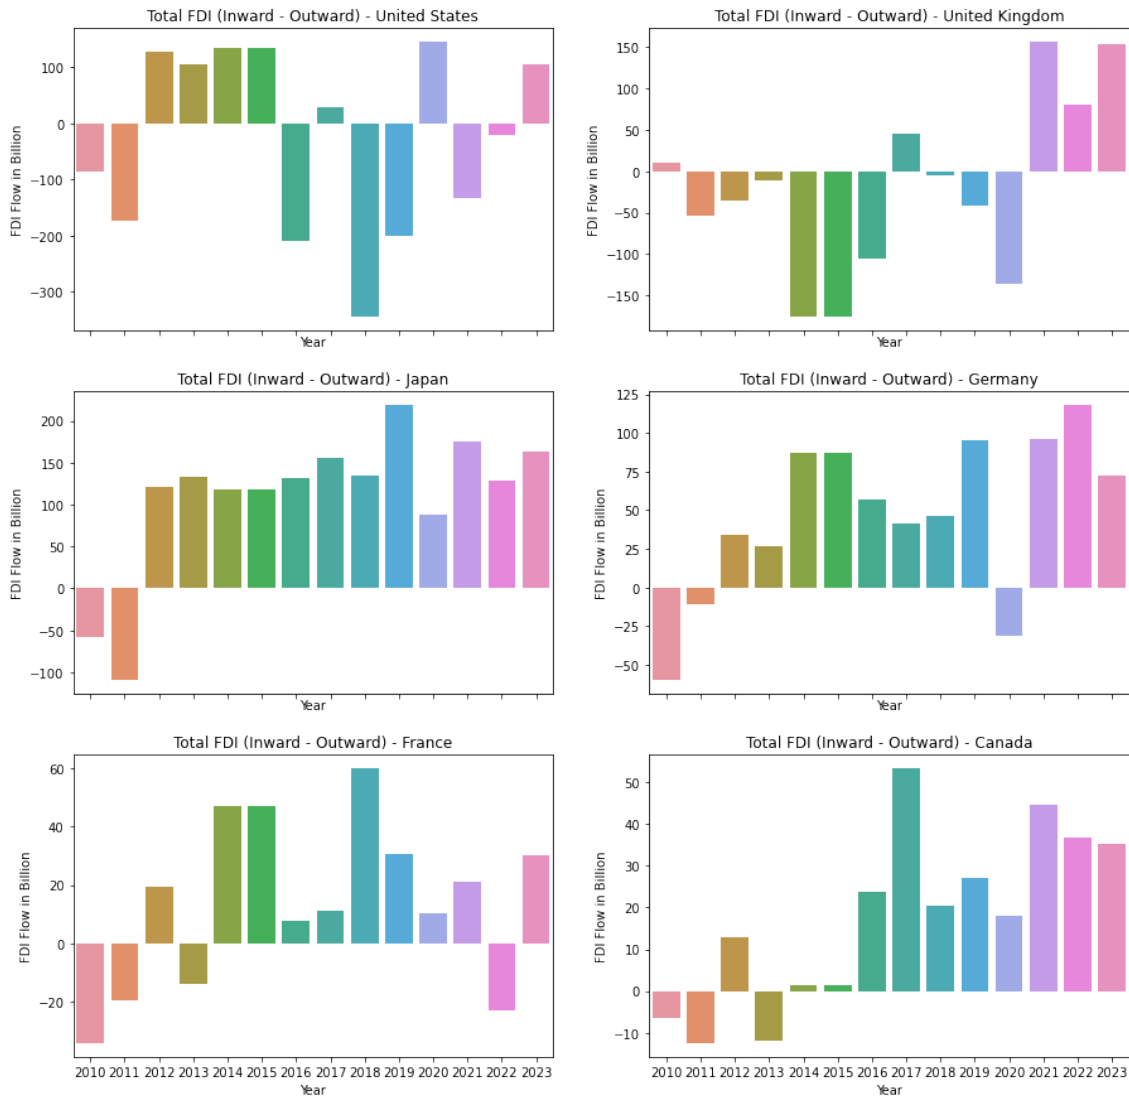 Total FDI (Inward - Outward) - United States
FDI Flow in Billion
100
0
−100
−200
−300
Year
Total FDI (Inward - Outward) - United Kingdom
FDI Flow in Billion
150
100
50
0
−50
−100
−150
Year
Total FDI (Inward - Outward) - Japan
FDI Flow in Billion
200
150
100
50
0
−50
−100
Year
Total FDI (Inward - Outward) - Germany
FDI Flow in Billion
125
100
75
50
25
0
−25
−50
Year
Total FDI (Inward - Outward) - France
FDI Flow in Billion
60
40
20
0
−20
2010 2011 2012 2013 2014 2015 2016 2017 2018 2019 2020 2021 2022 2023
Year
Total FDI (Inward - Outward) - Canada
FDI Flow in Billion
50
40
30
20
10
0
−10
2010 2011 2012 2013 2014 2015 2016 2017 2018 2019 2020 2021 2022 2023
Year